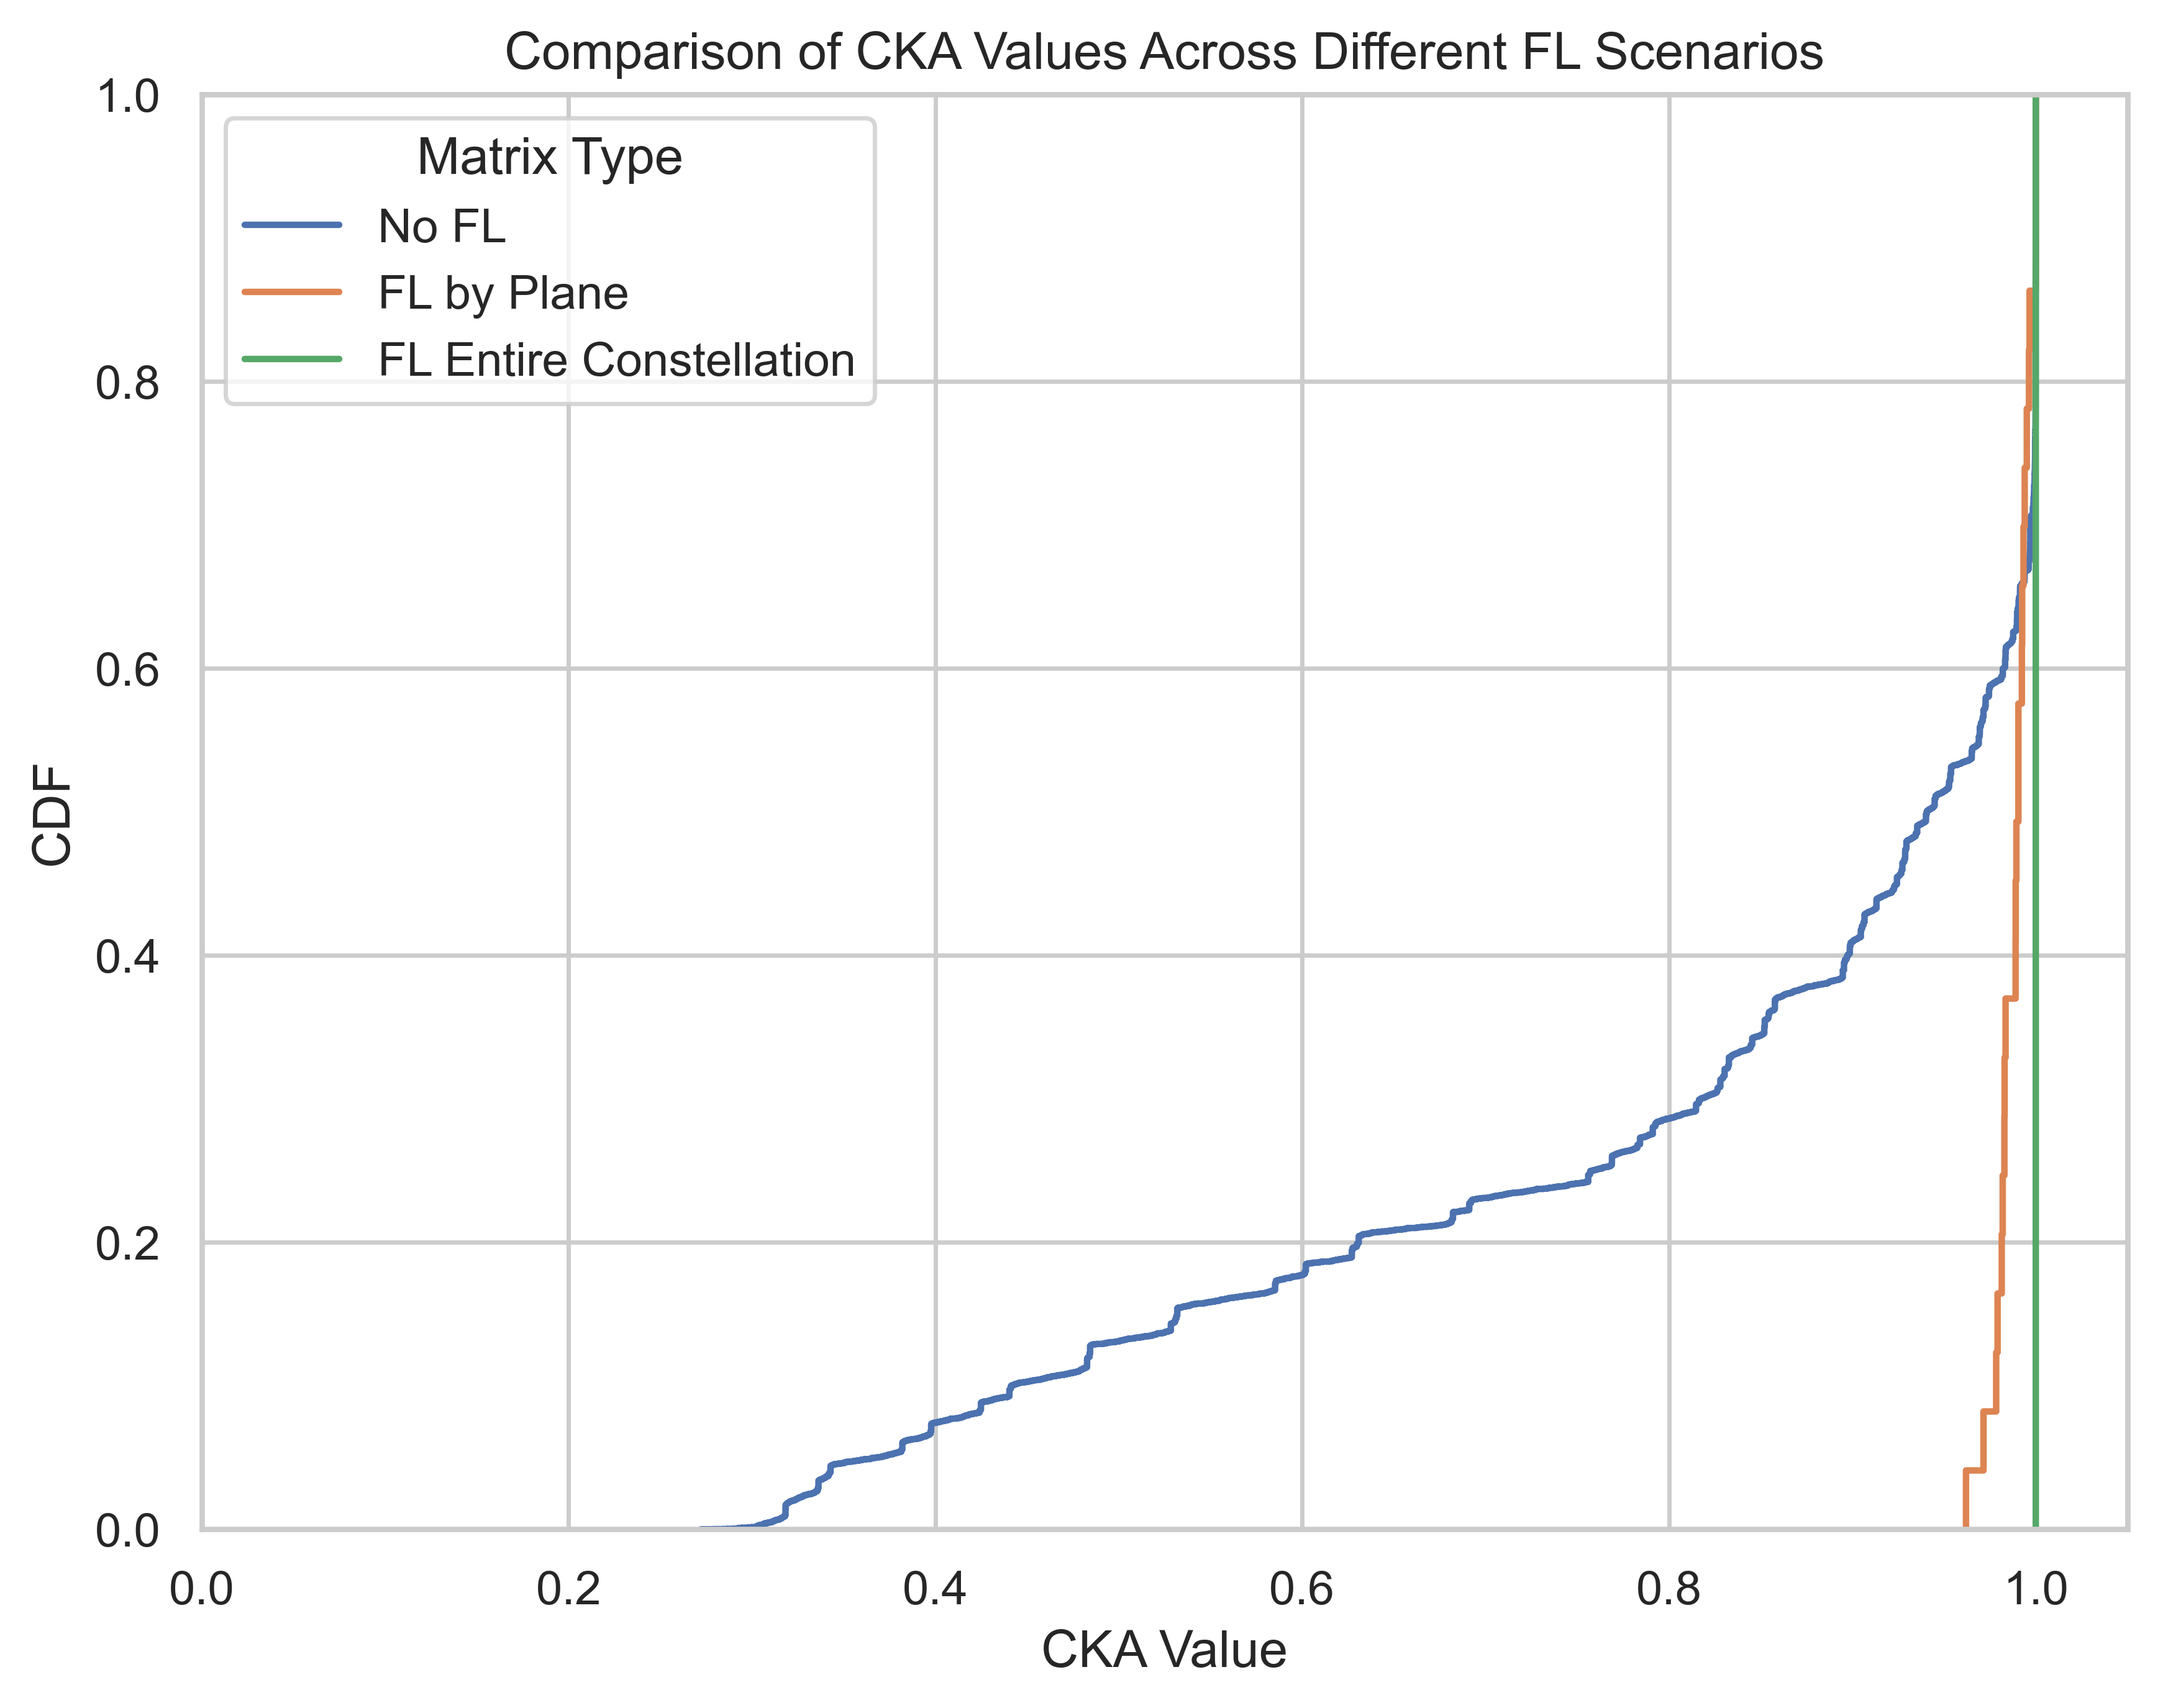 Comparison of CKA Values Across Different FL Scenarios
1.0
Matrix Type
No FL
FL by Plane
FL Entire Constellation
0.8
0.6
CDF
0.4
0.2
0.0
0.0 0.2 0.4 0.6 0.8 1.0
CKA Value